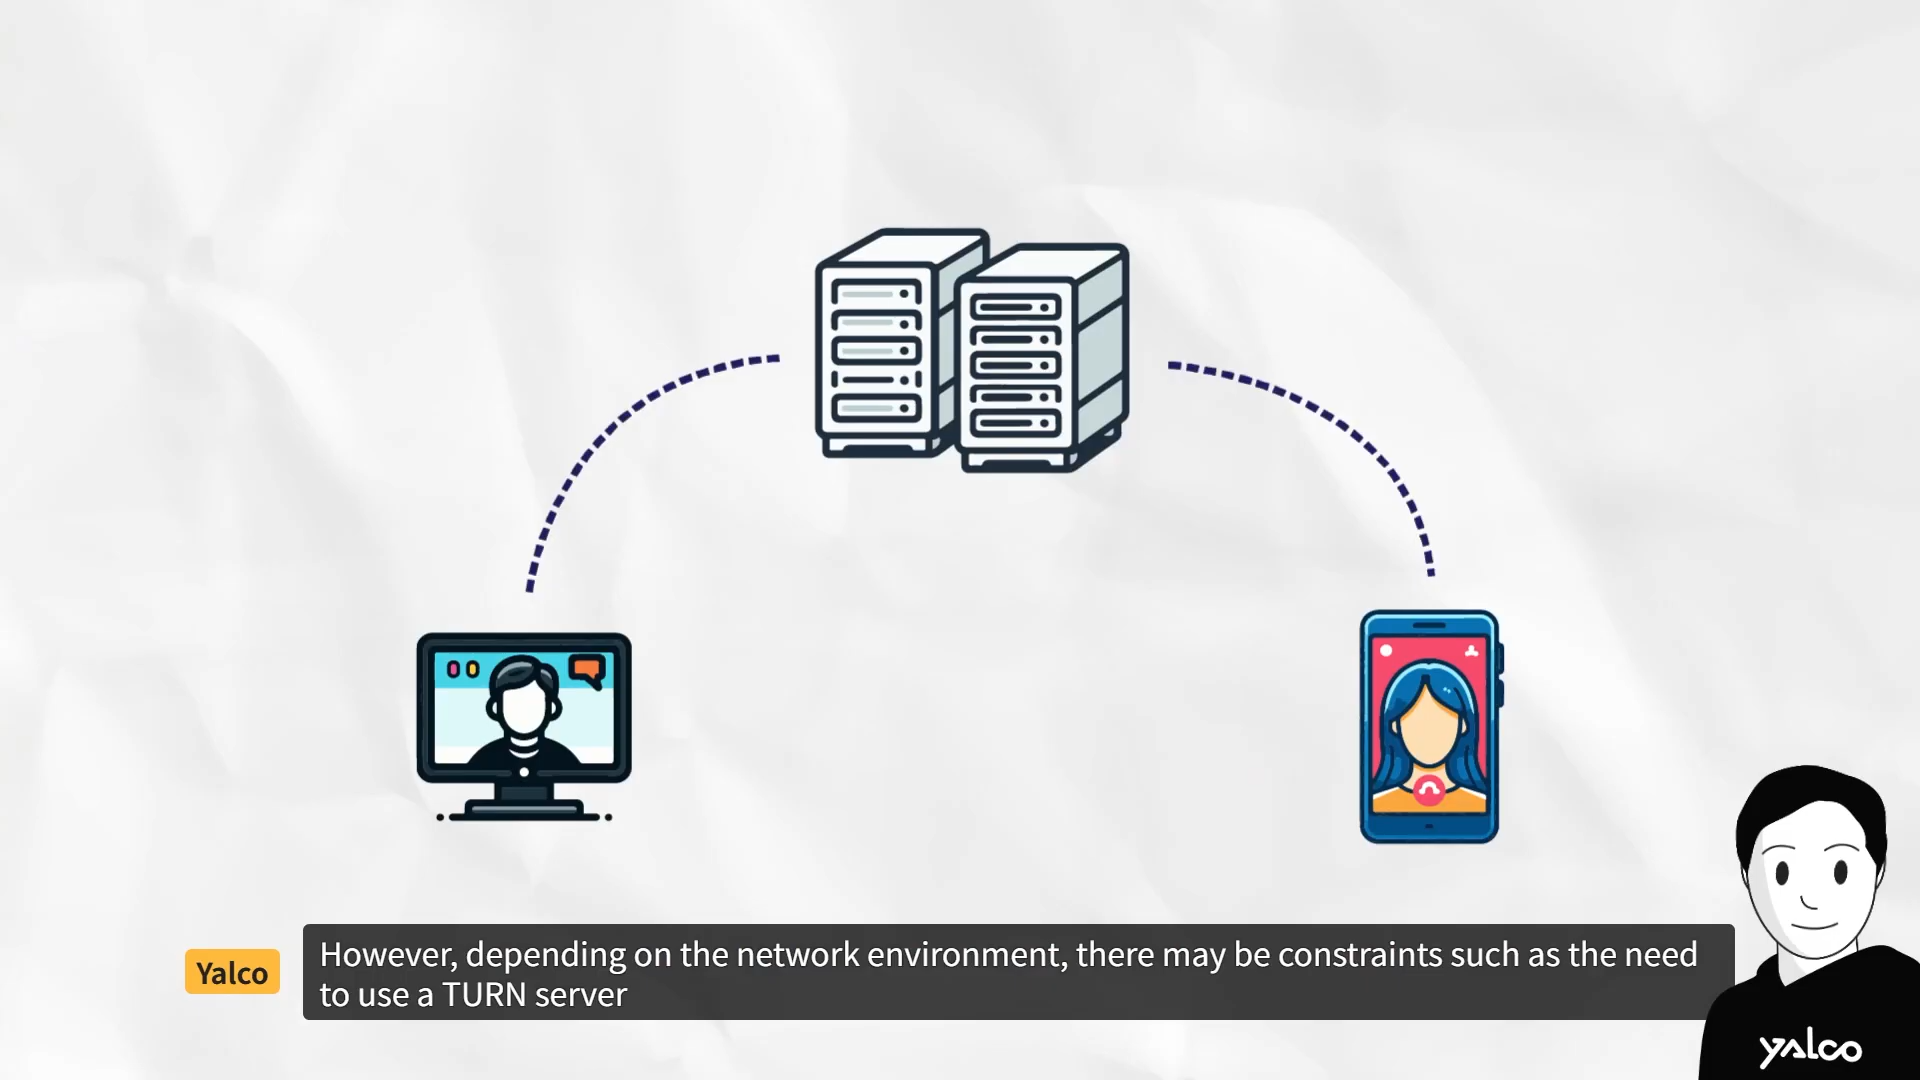 Yalco
However, depending on the network environment, there may be constraints such as the need
to use a TURN server
yalco